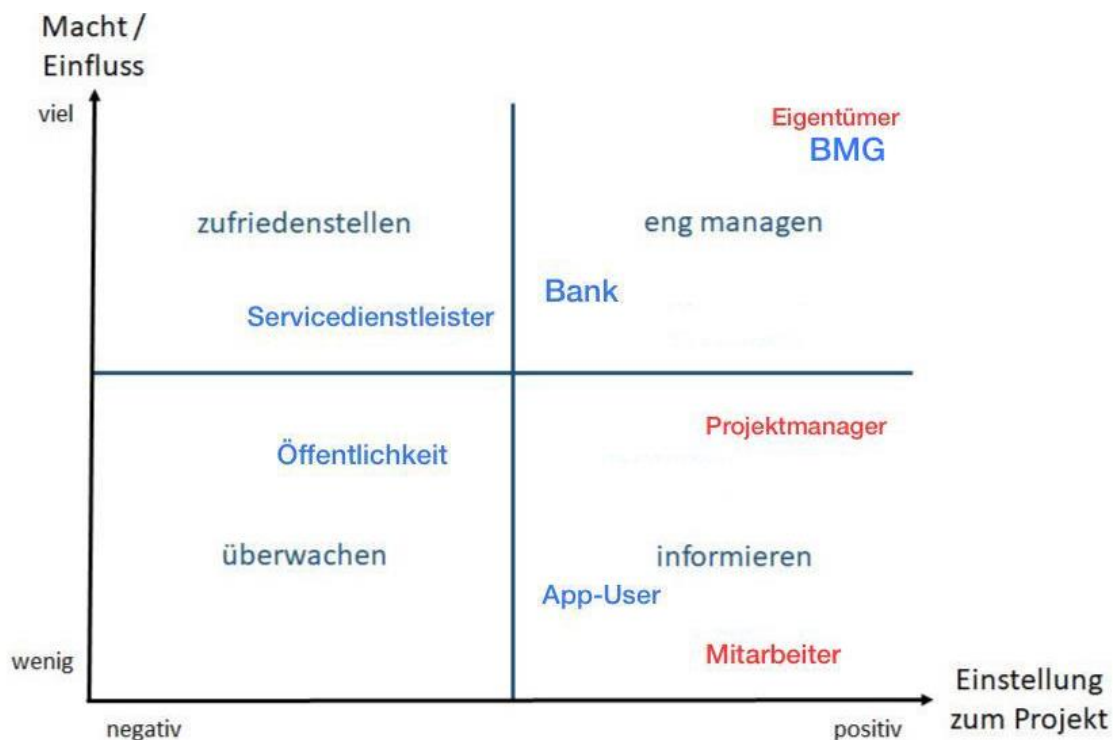 Macht /
Einfluss
viel
Eigentümer
BMG
zufriedenstellen
eng managen
Bank
Servicedienstleister
Projektmanager
Öffentlichkeit
überwachen
informieren
App-User
Mitarbeiter
wenig
negativ
positiv
Einstellung
zum Projekt